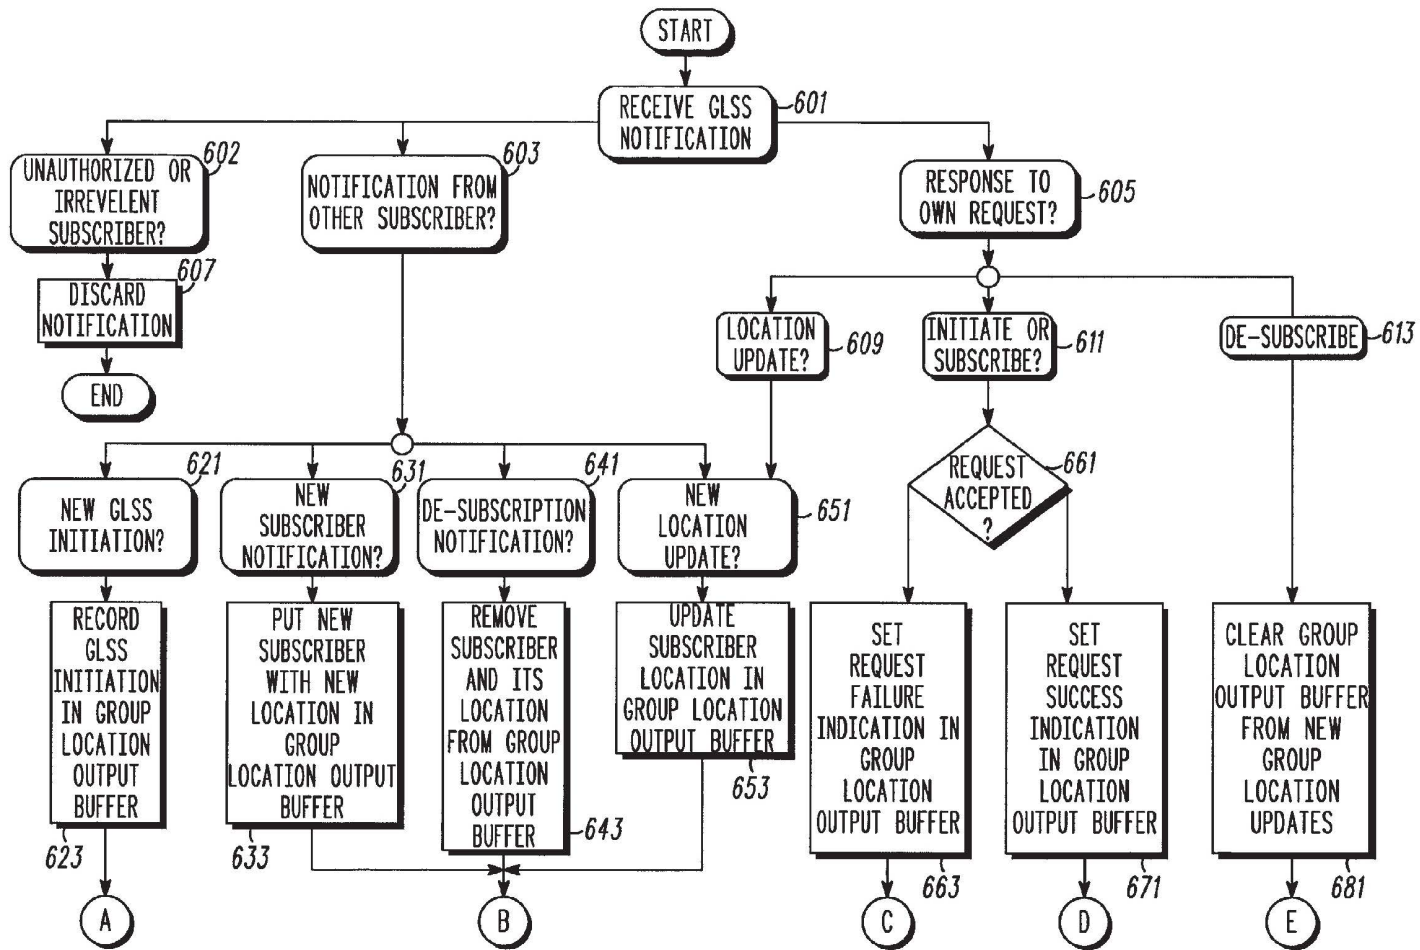 START
RECEIVE GLSS
NOTIFICATION
601
UNAUTHORIZED OR
IRREVELENT
SUBSCRIBER?
602
NOTIFICATION FROM
OTHER SUBSCRIBER?
603
RESPONSE TO
OWN REQUEST?
605
DISCARD
NOTIFICATION
607
END
LOCATION
UPDATE?
609
INITIATE OR
SUBSCRIBE?
611
DE-SUBSCRIBE
613
NEW GLSS
INITIATION?
621
NEW
SUBSCRIBER
NOTIFICATION?
631
DE-SUBSCRIPTION
NOTIFICATION?
641
NEW
LOCATION
UPDATE?
651
REQUEST
ACCEPTED
?
661
RECORD
GLSS
INITIATION
IN GROUP
LOCATION
OUTPUT
BUFFER
623
PUT NEW
SUBSCRIBER
WITH NEW
LOCATION IN
GROUP
LOCATION OUTPUT
BUFFER
633
REMOVE
SUBSCRIBER
AND ITS
LOCATION
FROM GROUP
LOCATION
OUTPUT
BUFFER
643
UPDATE
SUBSCRIBER
LOCATION IN
GROUP LOCATION
OUTPUT BUFFER
653
SET
REQUEST
FAILURE
INDICATION IN
GROUP
LOCATION
OUTPUT BUFFER
663
SET
REQUEST
SUCCESS
INDICATION
IN GROUP
LOCATION
OUTPUT BUFFER
671
CLEAR GROUP
LOCATION
OUTPUT BUFFER
FROM NEW
GROUP
LOCATION
UPDATES
681
A
B
C
D
E